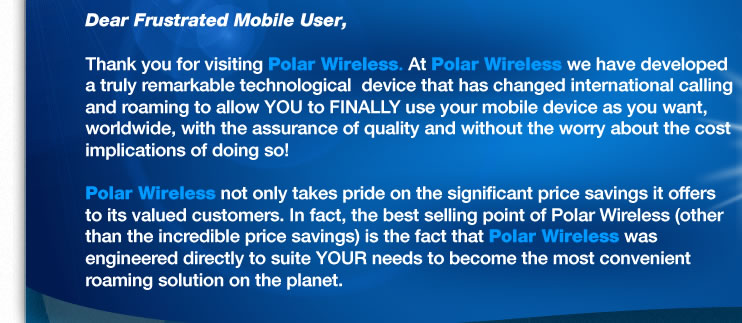 Dear Frustrated Mobile User,
Thank you for visiting Polar Wireless. At Polar Wireless we have developed
a truly remarkable technological device that has changed international calling
and roaming to allow YOU to FINALLY use your mobile device as you want,
worldwide, with the assurance of quality and without the worry about the cost
implications of doing so!
Polar Wireless not only takes pride on the significant price savings it offers
to its valued customers. In fact, the best selling point of Polar Wireless (other
than the incredible price savings) is the fact that Polar Wireless was
engineered directly to suite YOUR needs to become the most convenient
roaming solution on the planet.